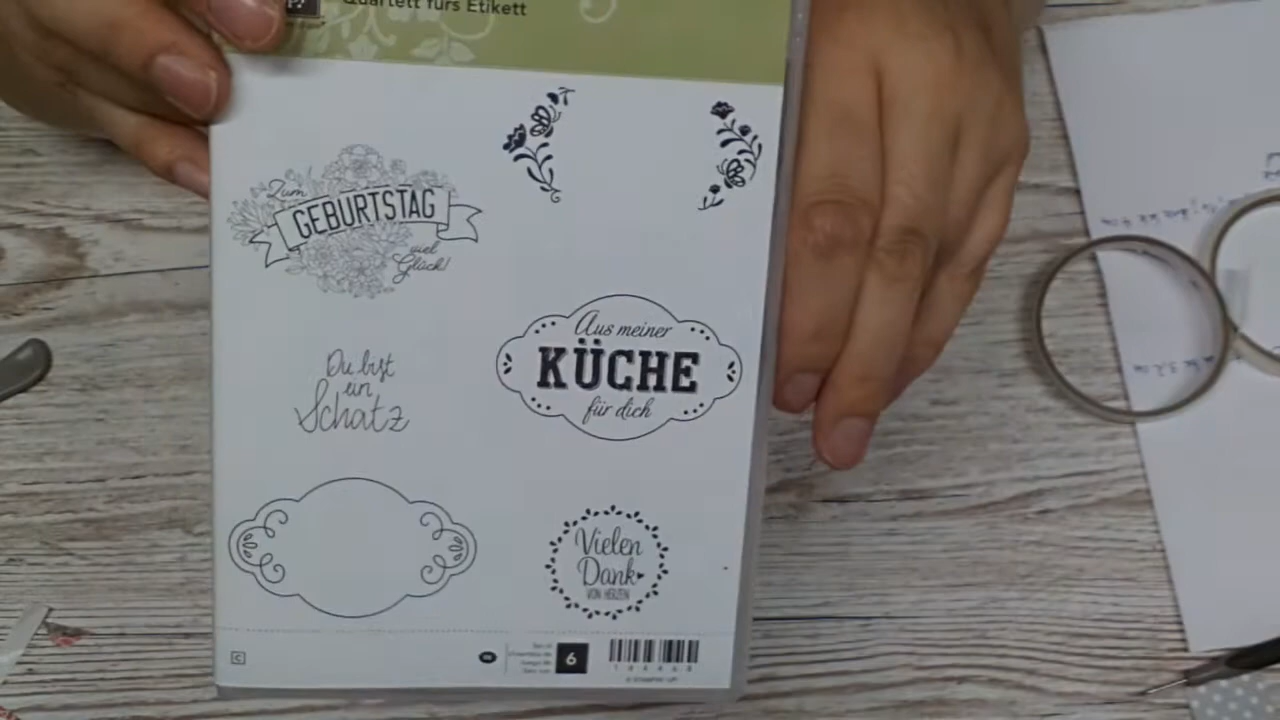 Quartett fürs Etikett
Zum
GEBURTSTAG
viel
Glück!
Du bist
ein
Schatz
Aus meiner
KÜCHE
für dich
Vielen
Dank
VON HERZEN
C
6